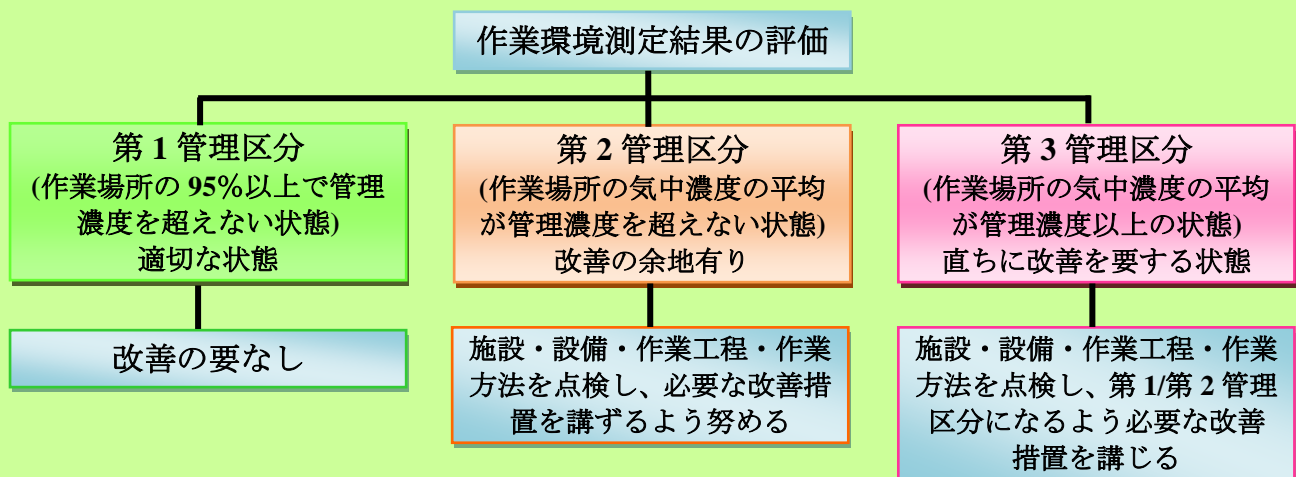 作業環境測定結果の評価
第 1 管理区分
(作業場所の 95%以上で管理
濃度を超えない状態)
適切な状態
改善の要なし
第 2 管理区分
(作業場所の気中濃度の平均
が管理濃度を超えない状態)
改善の余地有り
施設・設備・作業工程・作業
方法を点検し、必要な改善措
置を講ずるよう努める
第 3 管理区分
(作業場所の気中濃度の平均
が管理濃度以上の状態)
直ちに改善を要する状態
施設・設備・作業工程・作業
方法を点検し、第 1/第 2 管理
区分になるよう必要な改善
措置を講じる